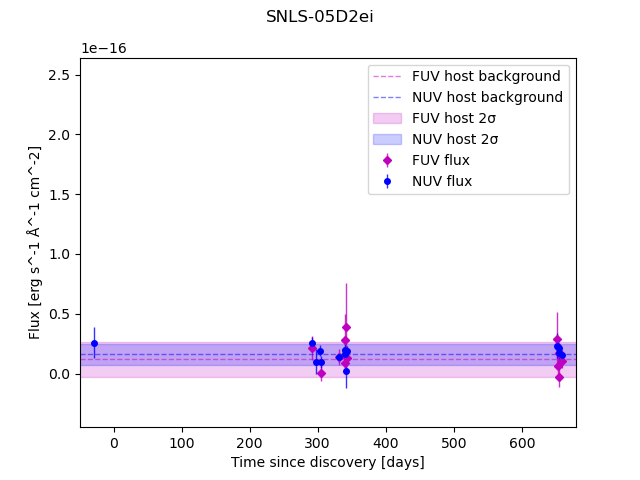 SNLS-05D2ei
1e−16
FUV host background
NUV host background
FUV host 2σ
NUV host 2σ
FUV flux
NUV flux
2.5
2.0
1.5
1.0
0.5
0.0
Flux [erg s^-1 Å^-1 cm^-2]
0 100 200 300 400 500 600
Time since discovery [days]